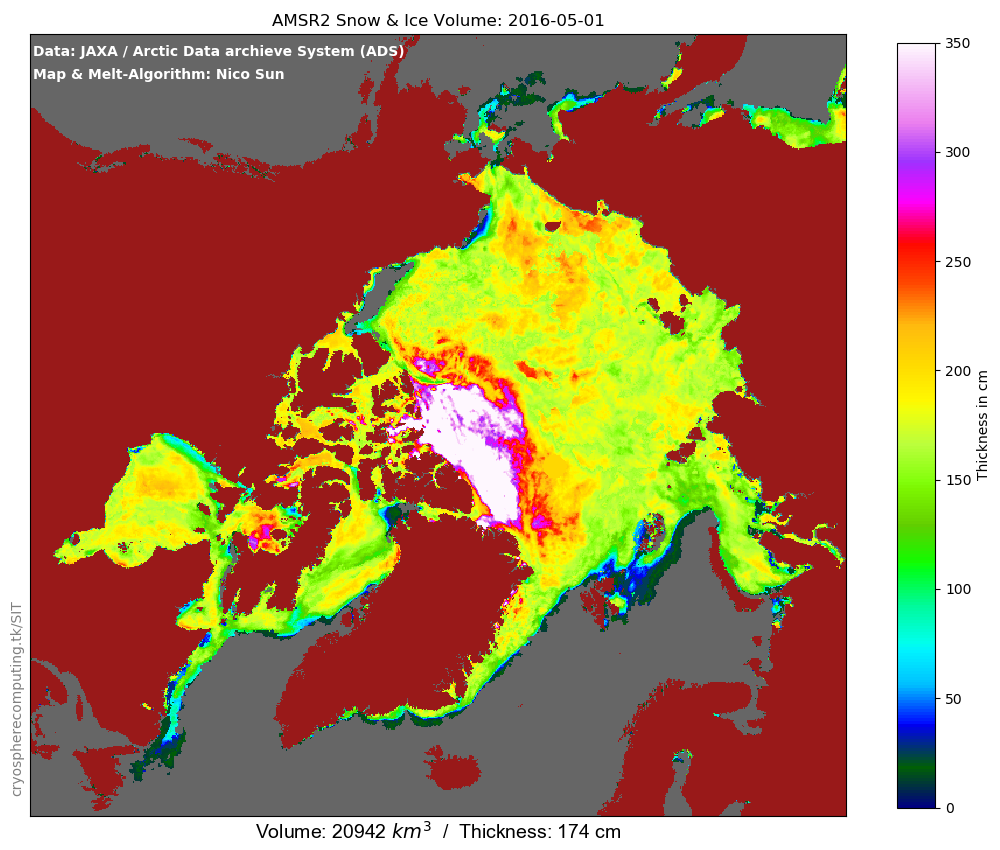 AMSR2 Snow & Ice Volume: 2016-05-01
Data: JAXA / Arctic Data archieve System (ADS)
Map & Melt-Algorithm: Nico Sun
350
300
250
200
150
100
50
0
Thickness in cm
cryospherecomputing.tk/SIT
Volume: 20942 km³ / Thickness: 174 cm